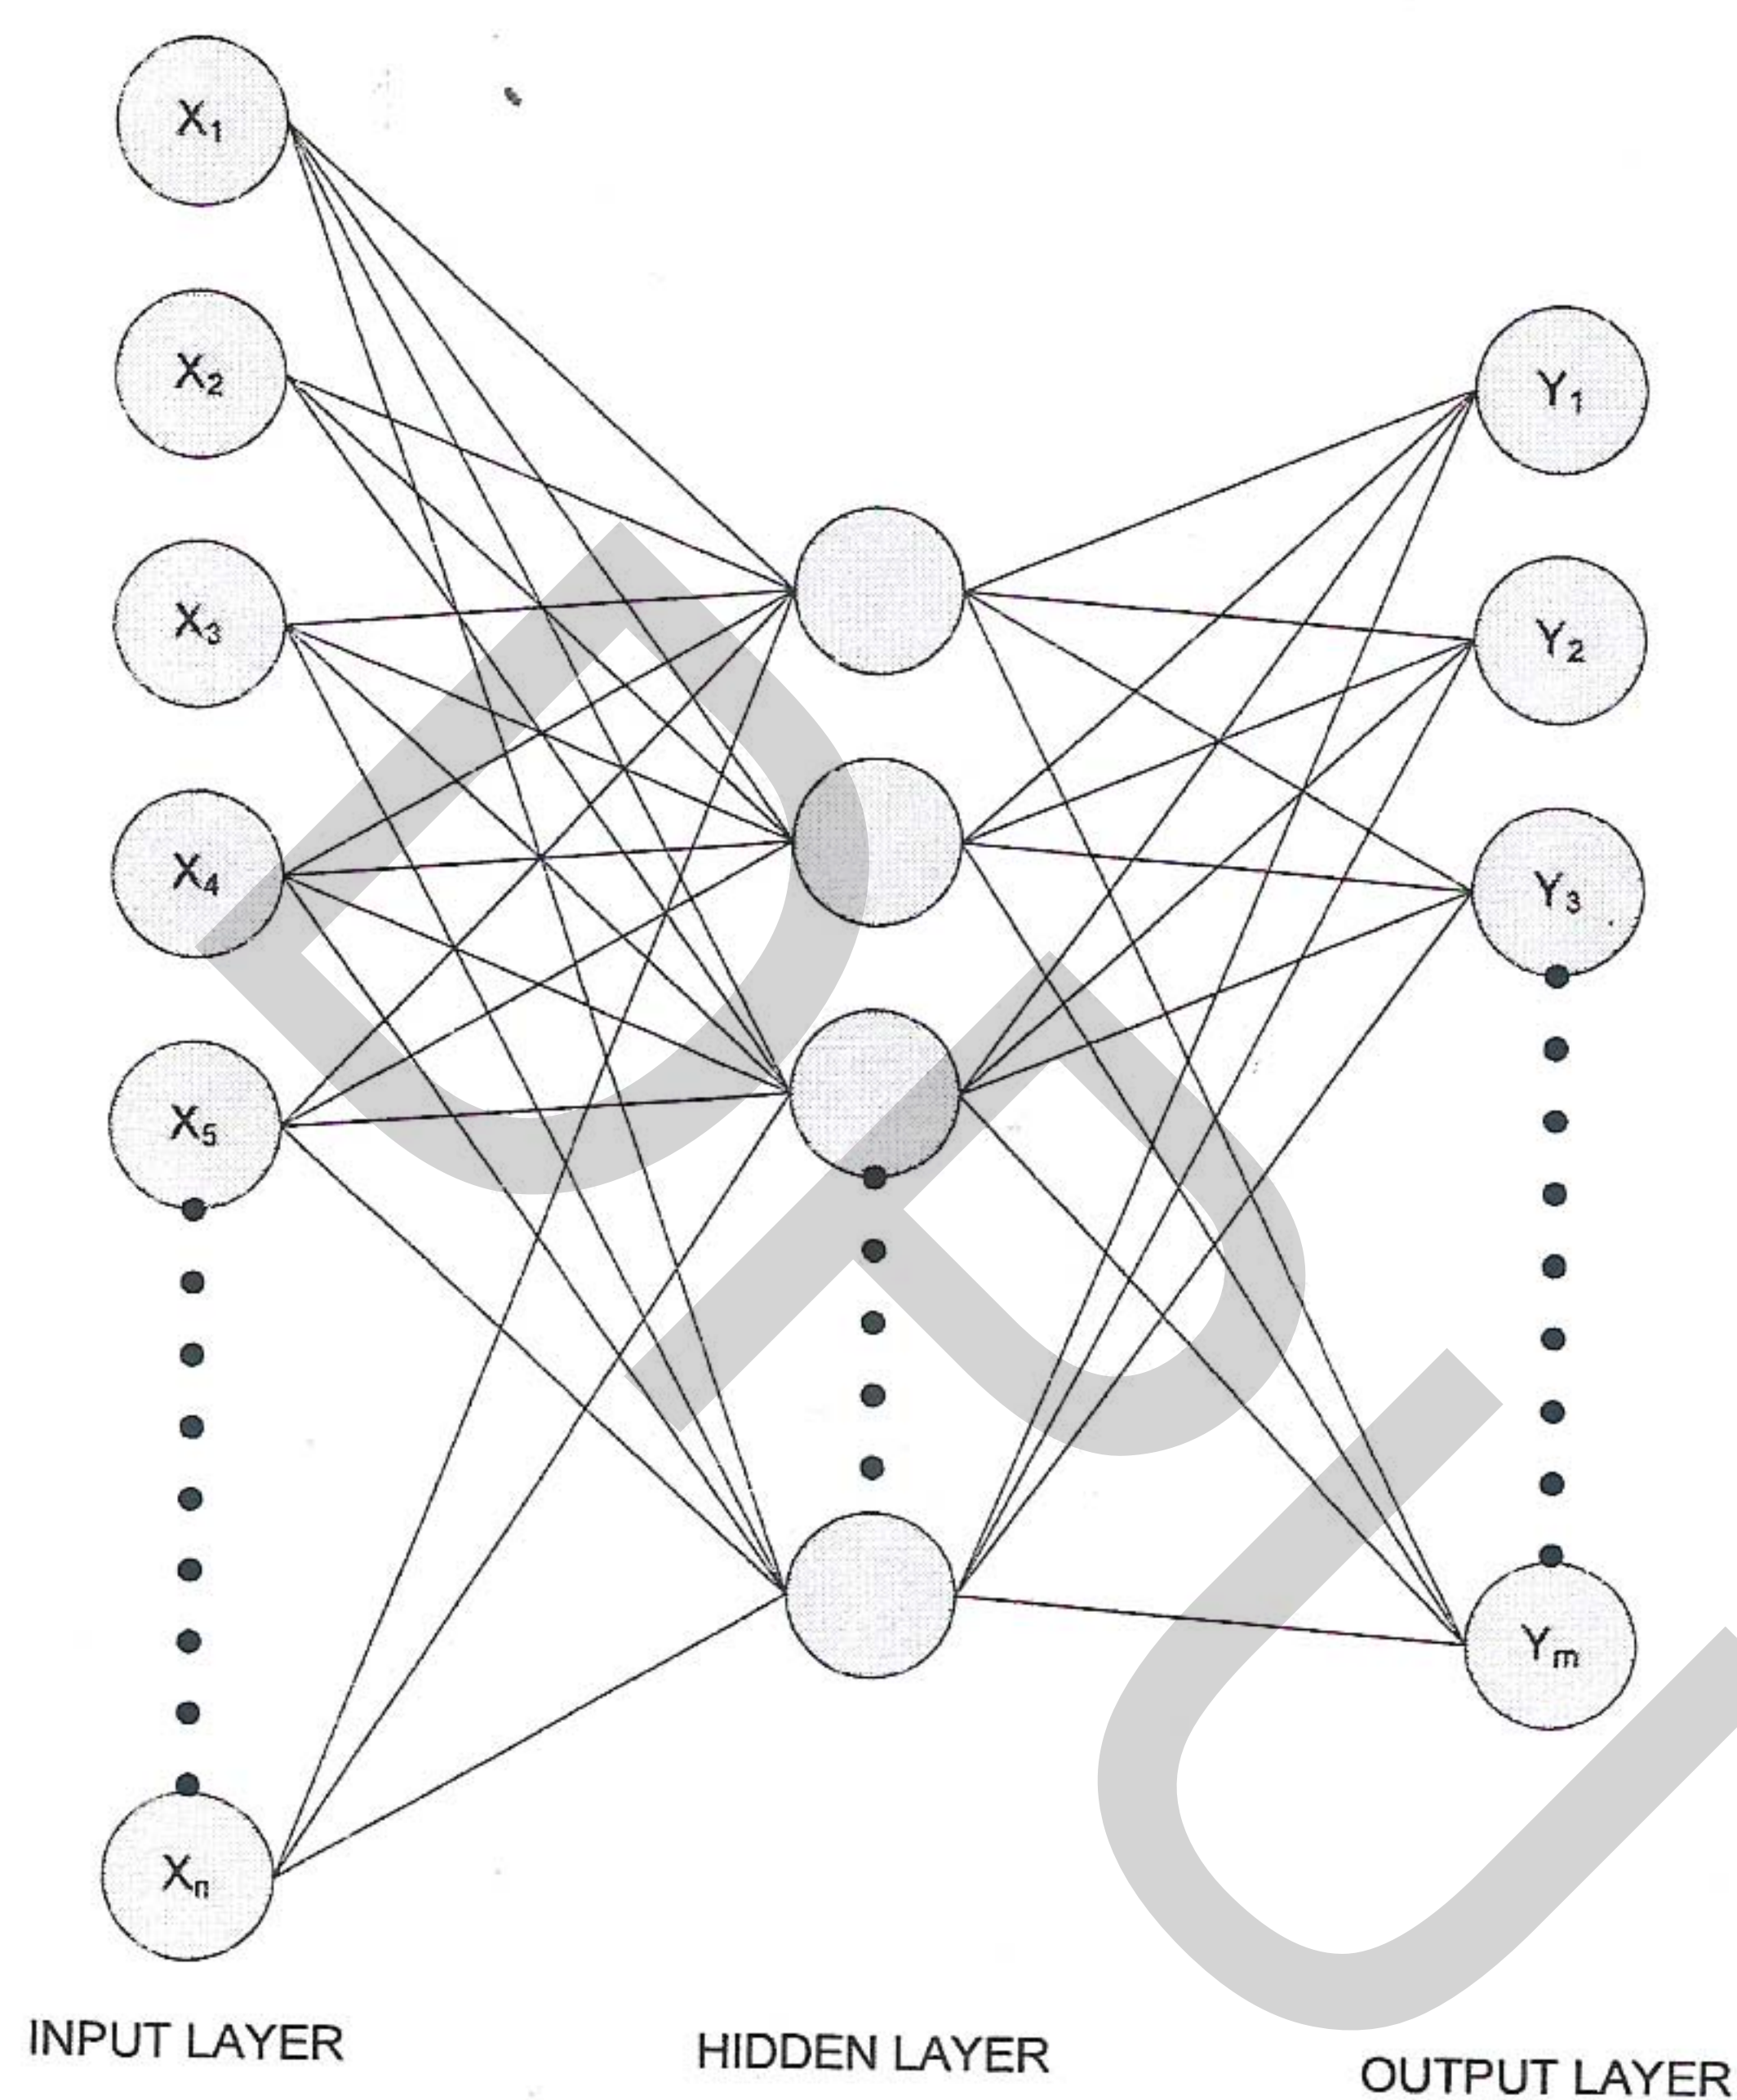 X₁
X₂
X₃
X₄
X₅
Xₙ
Y₁
Y₂
Y₃
Yₘ
INPUT LAYER
HIDDEN LAYER
OUTPUT LAYER